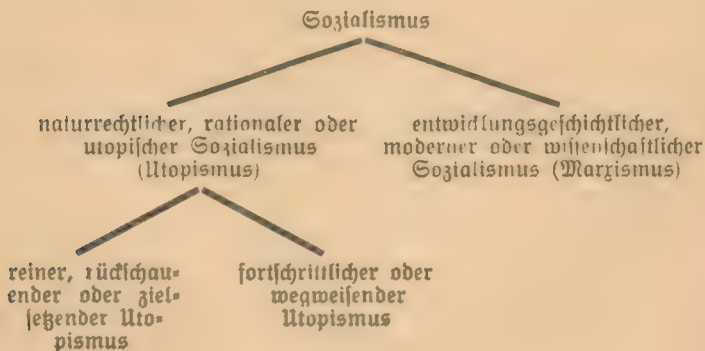 Sozialismus
naturrechtlicher, rationaler oder
utopischer Sozialismus
(Utopismus)
entwicklungsgeschichtlicher,
moderner oder wissenschaftlicher
Sozialismus (Marxismus)
reiner, rückschau-
ender oder ziel-
setzender Uto-
pismus
fortschrittlicher oder
wegweisender
Utopismus